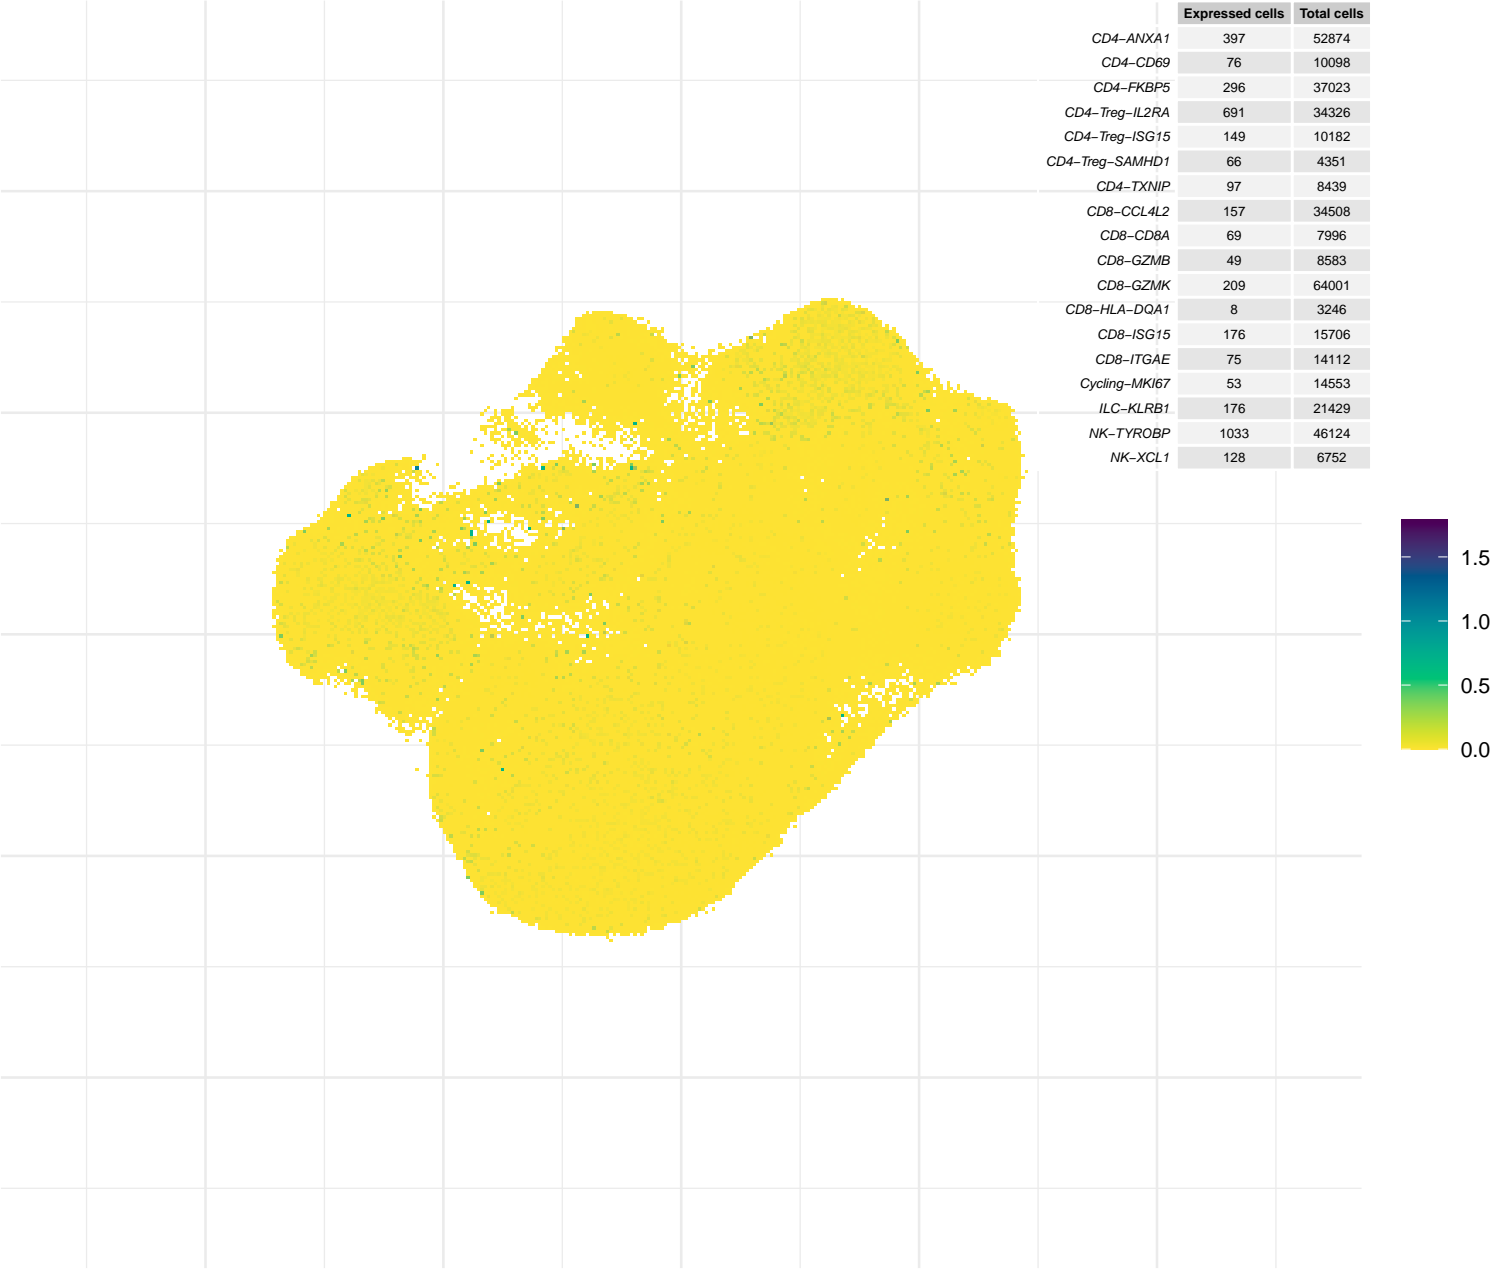 Expressed cells Total cells
CD4−ANXA1 397 52874
CD4−CD69 76 10098
CD4−FKBP5 296 37023
CD4−Treg−IL2RA 691 34326
CD4−Treg−ISG15 149 10182
CD4−Treg−SAMHD1 66 4351
CD4−TXNIP 97 8439
CD8−CCL4L2 157 34508
CD8−CD8A 69 7996
CD8−GZMB 49 8583
CD8−GZMK 209 64001
CD8−HLA−DQA1 8 3246
CD8−ISG15 176 15706
CD8−ITGAE 75 14112
Cycling−MKI67 53 14553
ILC−KLRB1 176 21429
NK−TYROBP 1033 46124
NK−XCL1 128 6752
1.5
1.0
0.5
0.0